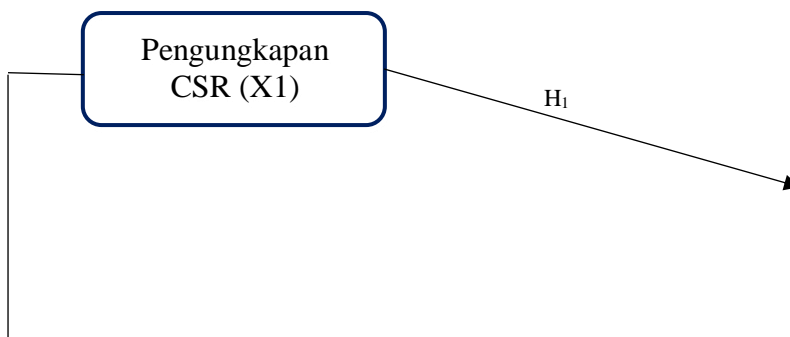 Pengungkapan
CSR (X1)
H₁